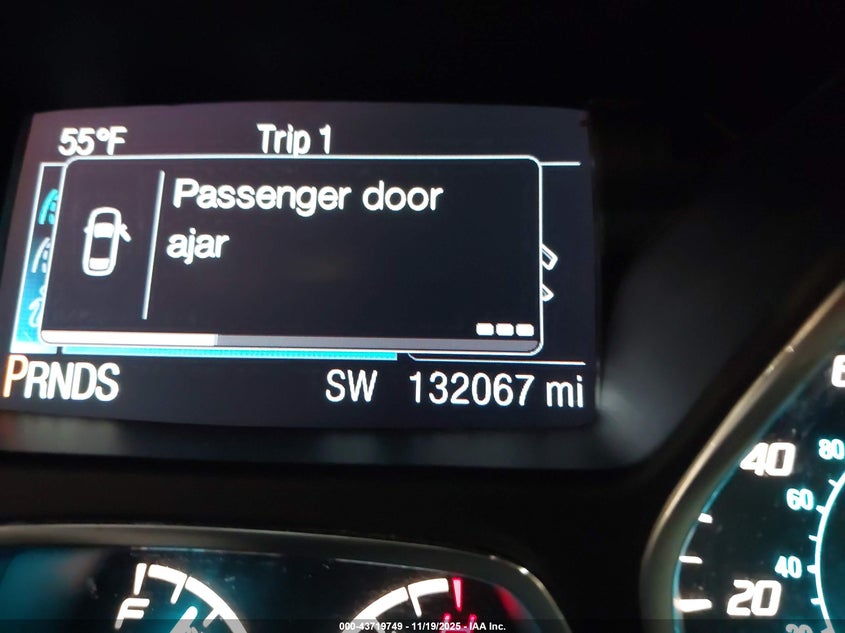 55°F Trip 1
Passenger door
ajar
PRNDS SW 132067 mi
40 80
60
40
20
F
000-43719749 - 11/19/2025 - IAA Inc.